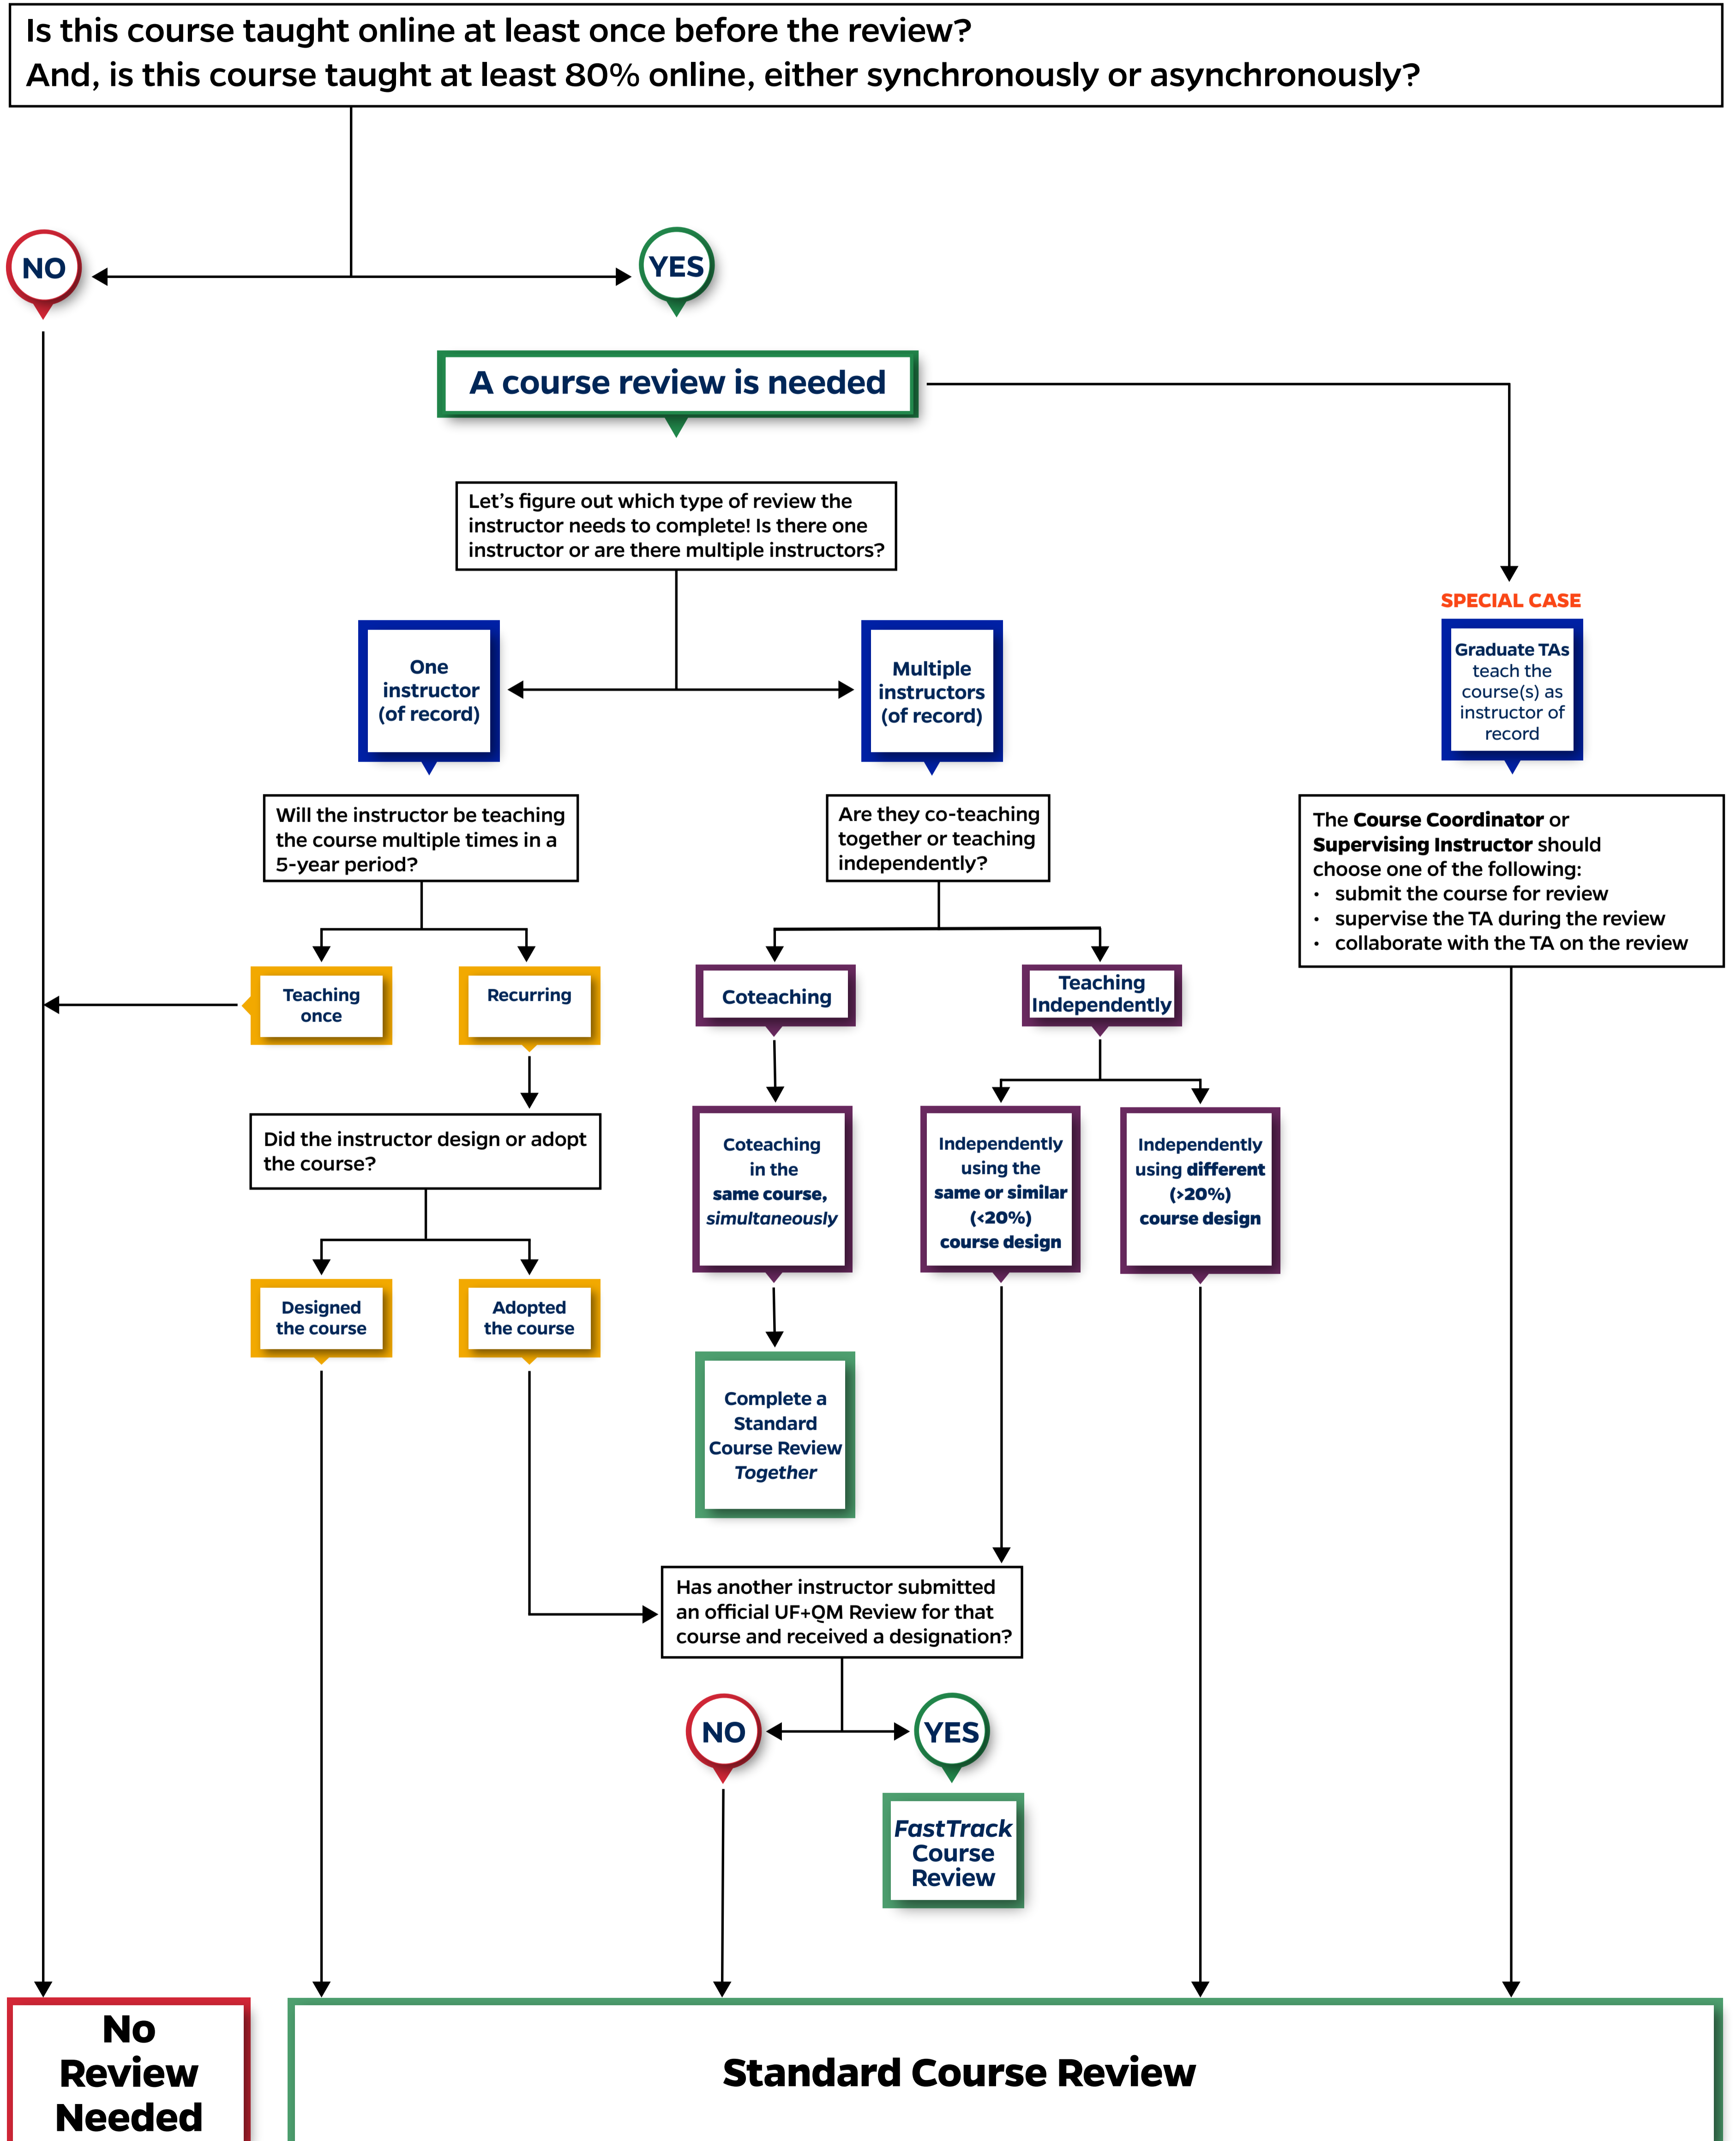 Is this course taught online at least once before the review?
And, is this course taught at least 80% online, either synchronously or asynchronously?
NO
YES
A course review is needed
Let's figure out which type of review the
instructor needs to complete! Is there one
instructor or are there multiple instructors?
SPECIAL CASE
One
instructor
(of record)
Multiple
instructors
(of record)
Graduate TAs
teach the
course(s) as
instructor of
record
Will the instructor be teaching
the course multiple times in a
5-year period?
Are they co-teaching
together or teaching
independently?
The Course Coordinator or
Supervising Instructor should
choose one of the following:
• submit the course for review
• supervise the TA during the review
• collaborate with the TA on the review
Teaching
once
Recurring
Coteaching
Teaching
Independently
Did the instructor design or adopt
the course?
Coteaching
in the
same course,
simultaneously
Independently
using the
same or similar
(<20%)
course design
Independently
using different
(>20%)
course design
Designed
the course
Adopted
the course
Complete a
Standard
Course Review
Together
Has another instructor submitted
an official UF+QM Review for that
course and received a designation?
NO
YES
FastTrack
Course
Review
No
Review
Needed
Standard Course Review